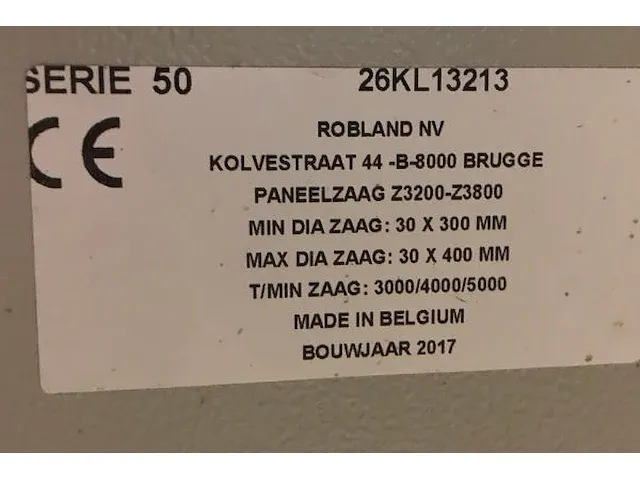 SERIE 50 26KL13213
CE
ROBLAND NV
KOLVESTRAAT 44 -B-8000 BRUGGE
PANEELZAAG Z3200-Z3800
MIN DIA ZAAG: 30 X 300 MM
MAX DIA ZAAG: 30 X 400 MM
T/MIN ZAAG: 3000/4000/5000
MADE IN BELGIUM
BOUWJAAR 2017